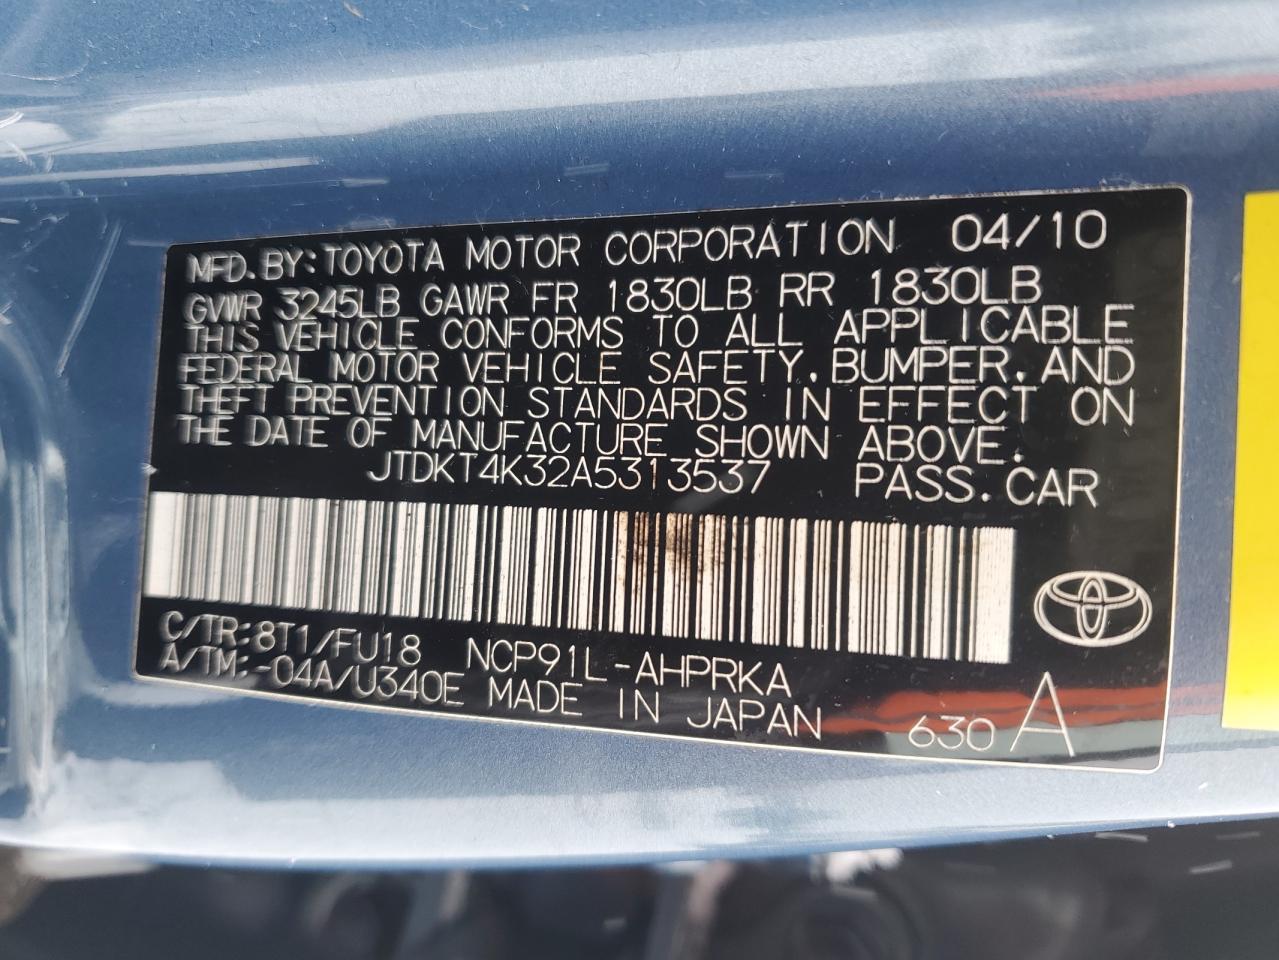 MFD. BY: TOYOTA MOTOR CORPORATION 04/10
GVWR 3245LB GAWR FR 1830LB RR 1830LB
THIS VEHICLE CONFORMS TO ALL APPLICABLE
FEDERAL MOTOR VEHICLE SAFETY, BUMPER, AND
THEFT PREVENTION STANDARDS IN EFFECT ON
THE DATE OF MANUFACTURE SHOWN ABOVE.
JTDKT4K32A5313537 PASS. CAR
C/TR:8T1/FU18 NCP91L-AHPRKA
A/TM:-04A/U340E MADE IN JAPAN 630 A